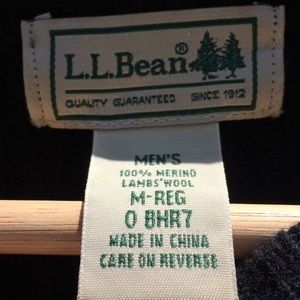 L.L.Bean®
QUALITY GUARANTEED SINCE 1912
MEN'S
100% MERINO
LAMBS' WOOL
M-REG
0 8HR7
MADE IN CHINA
CARE ON REVERSE